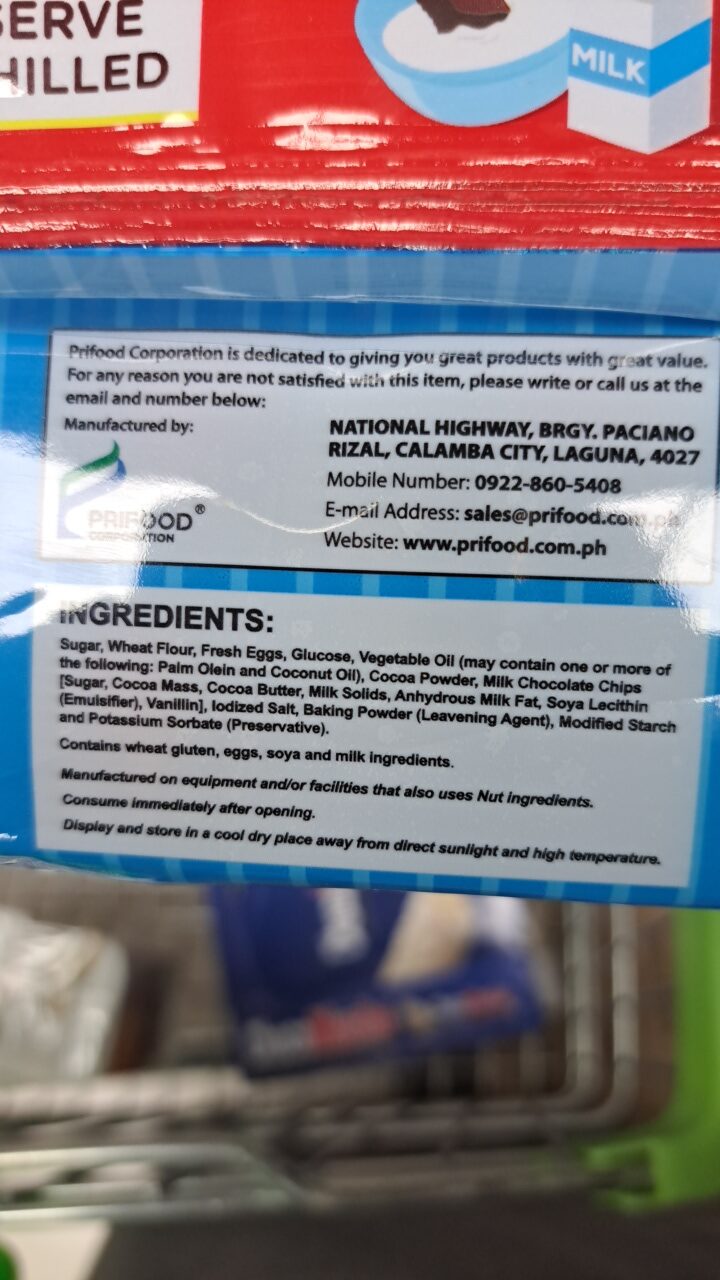 SERVE
HILLED
MILK
Prifood Corporation is dedicated to giving you great products with great value.
For any reason you are not satisfied with this item, please write or call us at the
email and number below:
Manufactured by:
PRIFOOD®
CORPORATION
NATIONAL HIGHWAY, BRGY. PACIANO
RIZAL, CALAMBA CITY, LAGUNA, 4027
Mobile Number: 0922-860-5408
E-mail Address: sales@prifood.com.ph
Website: www.prifood.com.ph
INGREDIENTS:
Sugar, Wheat Flour, Fresh Eggs, Glucose, Vegetable Oil (may contain one or more of
the following: Palm Olein and Coconut Oil), Cocoa Powder, Milk Chocolate Chips
[Sugar, Cocoa Mass, Cocoa Butter, Milk Solids, Anhydrous Milk Fat, Soya Lecithin
(Emulsifier), Vanillin], Iodized Salt, Baking Powder (Leavening Agent), Modified Starch
and Potassium Sorbate (Preservative).
Contains wheat gluten, eggs, soya and milk ingredients.
Manufactured on equipment and/or facilities that also uses Nut ingredients.
Consume immediately after opening.
Display and store in a cool dry place away from direct sunlight and high temperature.